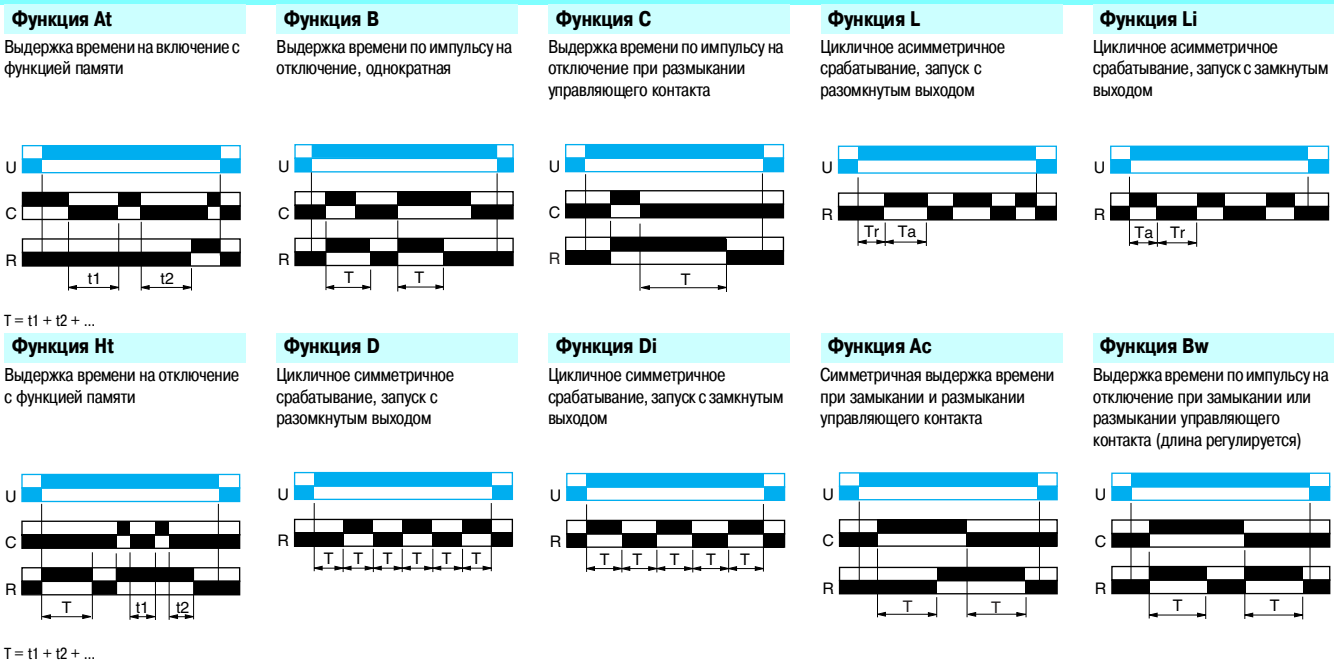 Функция At
Выдержка времени на включение с
функцией памяти
U
C
R
t1 t2
T = t1 + t2 + ...
Функция B
Выдержка времени по импульсу на
отключение, однократная
U
C
R
T T
Функция C
Выдержка времени по импульсу на
отключение при размыкании
управляющего контакта
U
C
R
T
Функция L
Цикличное асимметричное
срабатывание, запуск с
разомкнутым выходом
U
R
Tr Ta
Функция Li
Цикличное асимметричное
срабатывание, запуск с замкнутым
выходом
U
R
Ta Tr
Функция Ht
Выдержка времени на отключение
с функцией памяти
U
C
R
T t1 t2
T = t1 + t2 + ...
Функция D
Цикличное симметричное
срабатывание, запуск с
разомкнутым выходом
U
R
T T T T T T
Функция Di
Цикличное симметричное
срабатывание, запуск с замкнутым
выходом
U
R
T T T T T
Функция Ac
Симметричная выдержка времени
при замыкании и размыкании
управляющего контакта
U
C
R
T T
Функция Bw
Выдержка времени по импульсу на
отключение при замыкании или
размыкании управляющего
контакта (длина регулируется)
U
C
R
T T